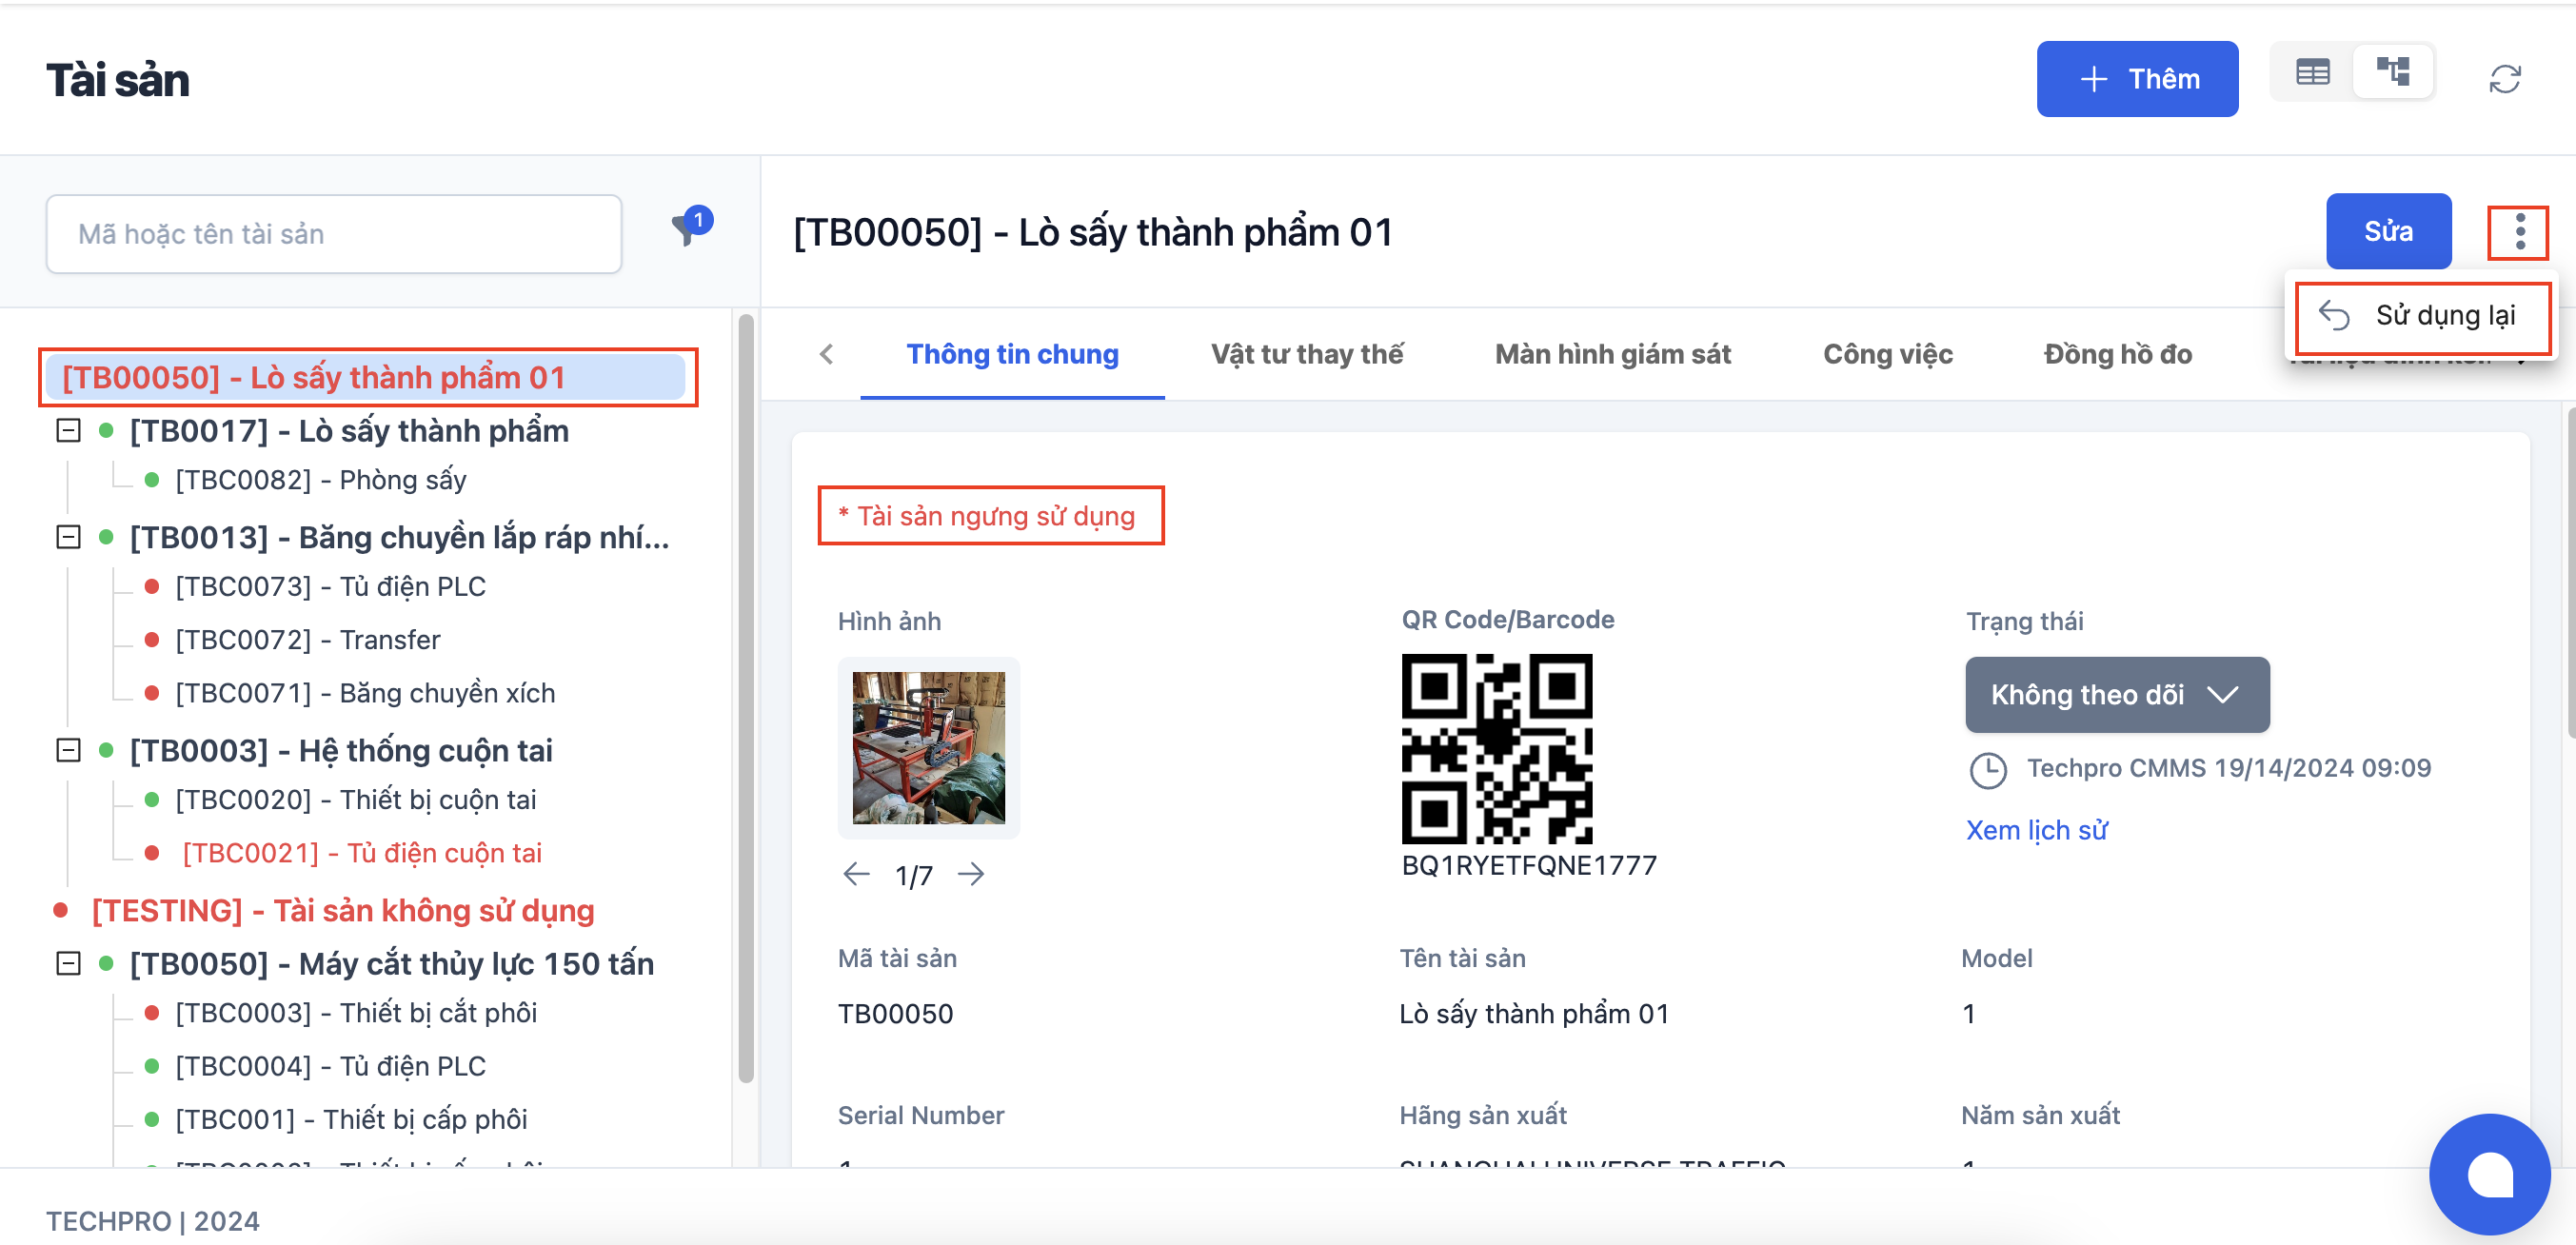 Tài sản
Thêm
Mã hoặc tên tài sản
1
[TB00050] - Lò sấy thành phẩm 01
[TB0017] - Lò sấy thành phẩm
[TBC0082] - Phòng sấy
[TB0013] - Băng chuyền lắp ráp nhí...
[TBC0073] - Tủ điện PLC
[TBC0072] - Transfer
[TBC0071] - Băng chuyền xích
[TB0003] - Hệ thống cuộn tai
[TBC0020] - Thiết bị cuộn tai
[TBC0021] - Tủ điện cuộn tai
[TESTING] - Tài sản không sử dụng
[TB0050] - Máy cắt thủy lực 150 tấn
[TBC0003] - Thiết bị cắt phôi
[TBC0004] - Tủ điện PLC
[TBC001] - Thiết bị cấp phôi
[TB00050] - Lò sấy thành phẩm 01
Sửa
Sử dụng lại
Thông tin chung
Vật tư thay thế
Màn hình giám sát
Công việc
Đồng hồ đo
* Tài sản ngưng sử dụng
Hình ảnh
1/7
QR Code/Barcode
BQ1RYETFQNE1777
Trạng thái
Không theo dõi
Techpro CMMS 19/14/2024 09:09
Xem lịch sử
Mã tài sản
TB00050
Tên tài sản
Lò sấy thành phẩm 01
Model
1
Serial Number
Hãng sản xuất
SHANGHAI UNIVERSE TRAFFIC
Năm sản xuất
TECHPRO | 2024